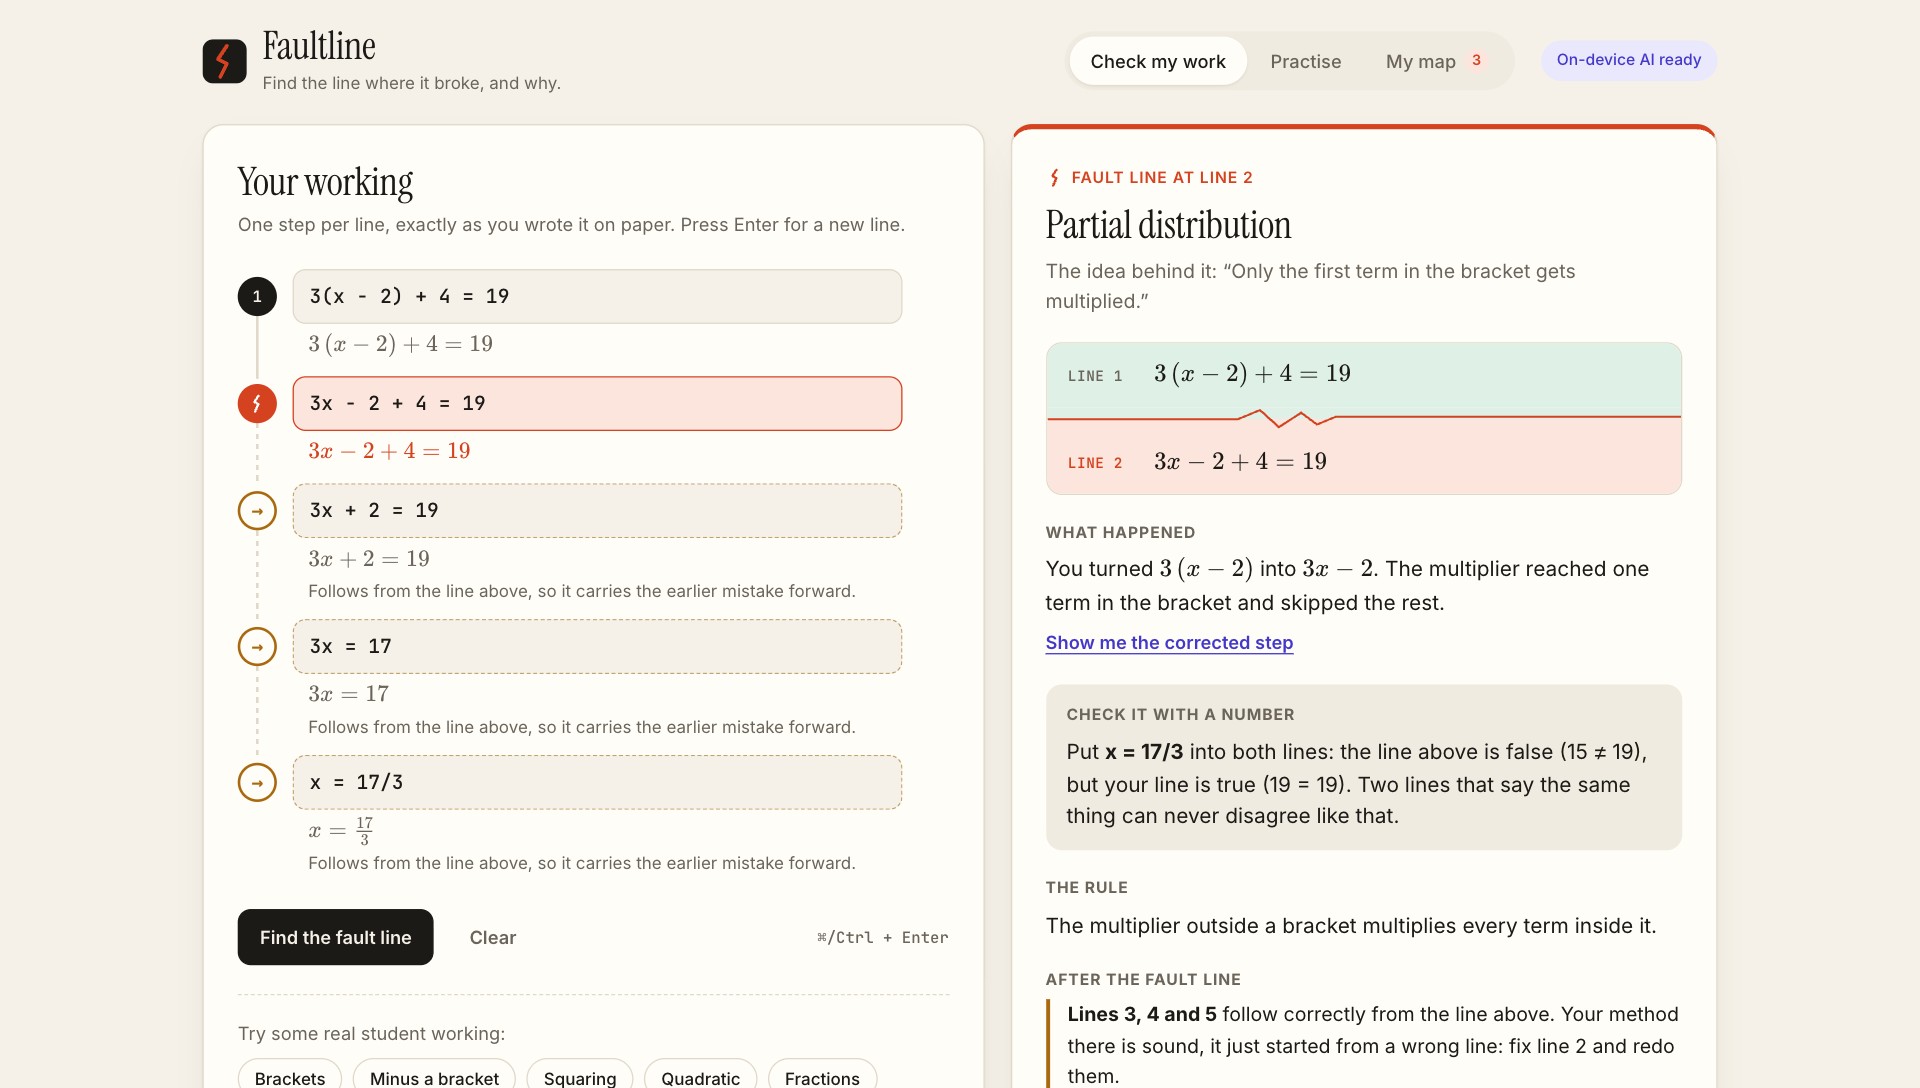 Faultline
Find the line where it broke, and why.
Check my work
Practise
My map 3
On-device AI ready
Your working
One step per line, exactly as you wrote it on paper. Press Enter for a new line.
1
3(x - 2) + 4 = 19
3 (x − 2) + 4 = 19
3x - 2 + 4 = 19
3x − 2 + 4 = 19
→
3x + 2 = 19
3x + 2 = 19
Follows from the line above, so it carries the earlier mistake forward.
→
3x = 17
3x = 17
Follows from the line above, so it carries the earlier mistake forward.
→
x = 17/3
x = 17/3
Follows from the line above, so it carries the earlier mistake forward.
Find the fault line
Clear
⌘/Ctrl + Enter
Try some real student working:
Brackets
Minus a bracket
Squaring
Quadratic
Fractions
FAULT LINE AT LINE 2
Partial distribution
The idea behind it: “Only the first term in the bracket gets
multiplied.”
LINE 1 3 (x − 2) + 4 = 19
LINE 2 3x − 2 + 4 = 19
WHAT HAPPENED
You turned 3 (x − 2) into 3x − 2. The multiplier reached one
term in the bracket and skipped the rest.
Show me the corrected step
CHECK IT WITH A NUMBER
Put x = 17/3 into both lines: the line above is false (15 ≠ 19),
but your line is true (19 = 19). Two lines that say the same
thing can never disagree like that.
THE RULE
The multiplier outside a bracket multiplies every term inside it.
AFTER THE FAULT LINE
Lines 3, 4 and 5 follow correctly from the line above. Your method
there is sound, it just started from a wrong line: fix line 2 and redo
them.